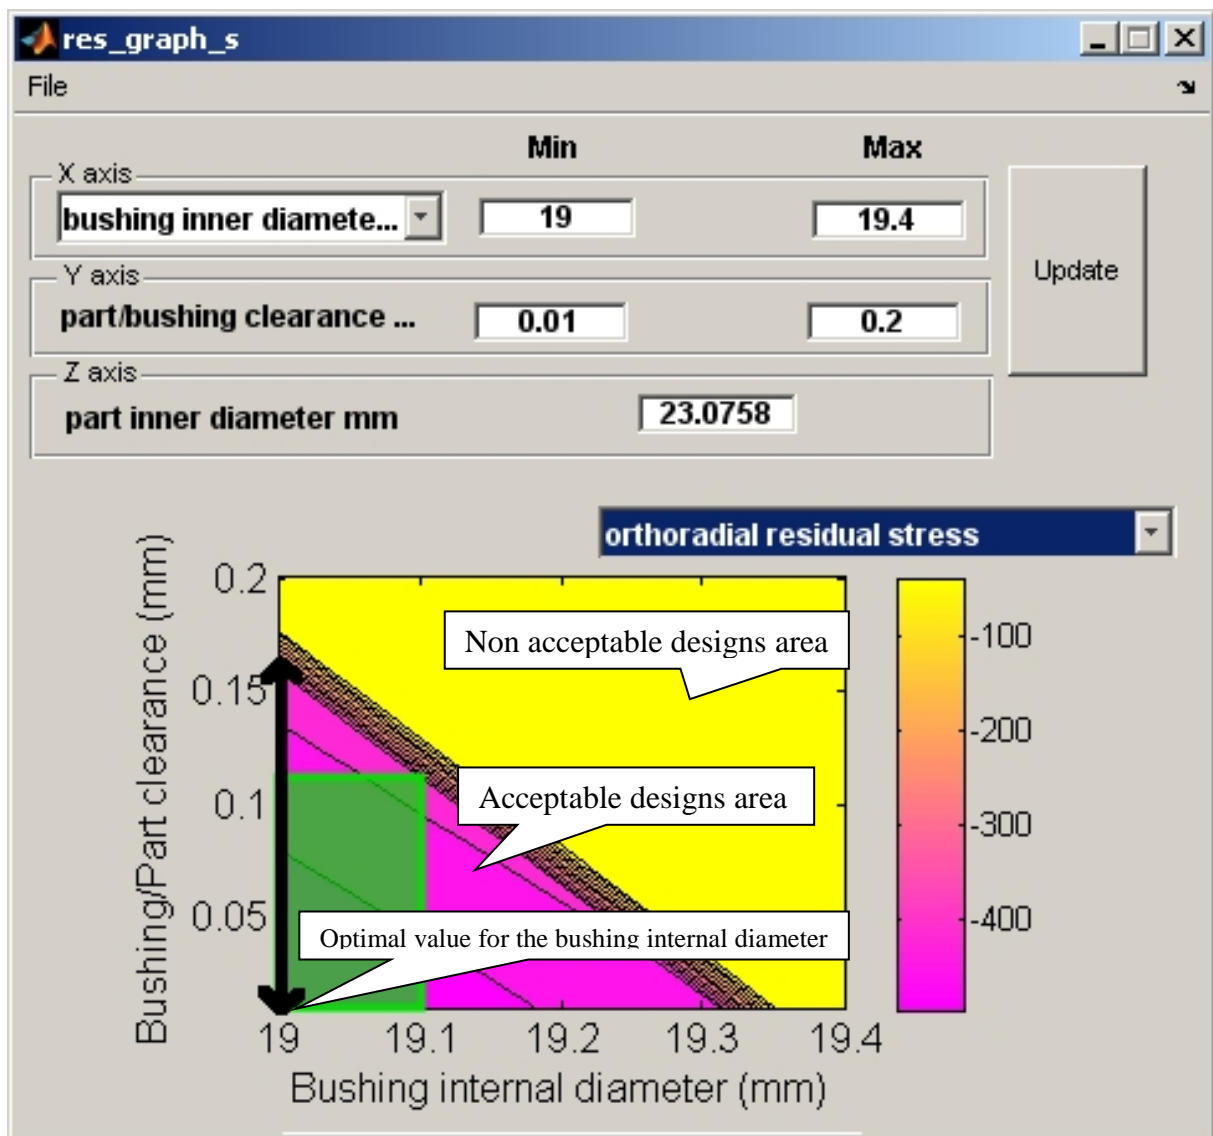 res_graph_s
File
Min Max
X axis
bushing inner diamete... 19 19.4
Update
Y axis
part/bushing clearance ... 0.01 0.2
Z axis
part inner diameter mm 23.0758
orthoradial residual stress
Bushing/Part clearance (mm)
0.2
0.15
0.1
0.05
Non acceptable designs area
Acceptable designs area
Optimal value for the bushing internal diameter
-100
-200
-300
-400
19 19.1 19.2 19.3 19.4
Bushing internal diameter (mm)